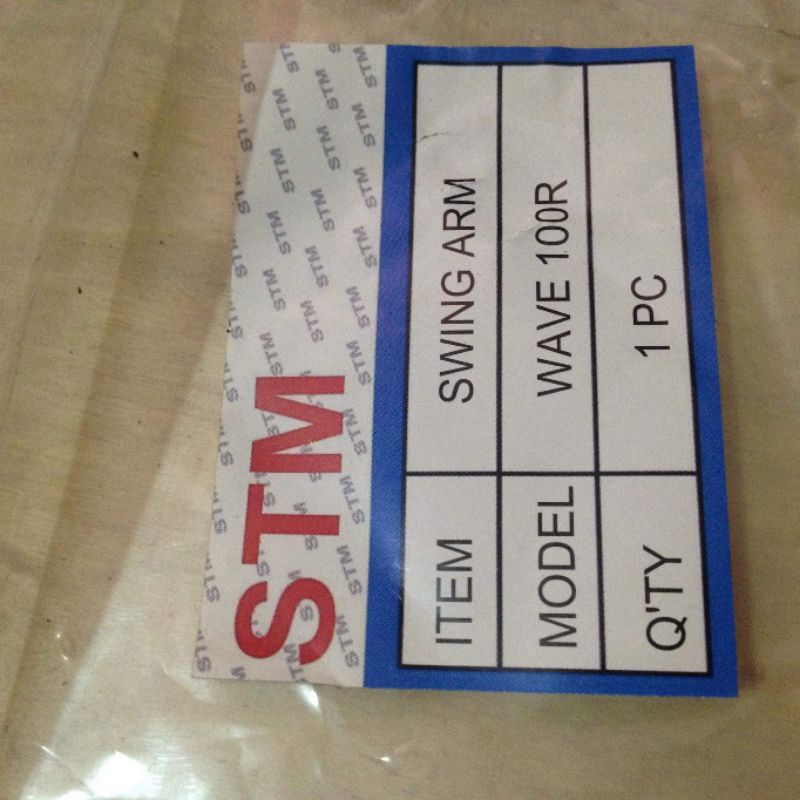 STM
ITEM SWING ARM
MODEL WAVE 100R
Q'TY 1 PC